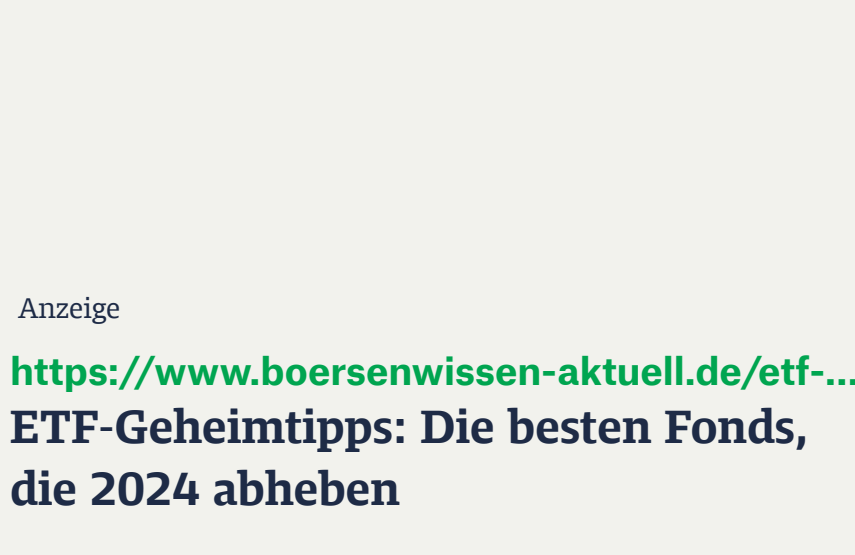 Anzeige
https://www.boersenwissen-aktuell.de/etf-...
ETF-Geheimtipps: Die besten Fonds,
die 2024 abheben